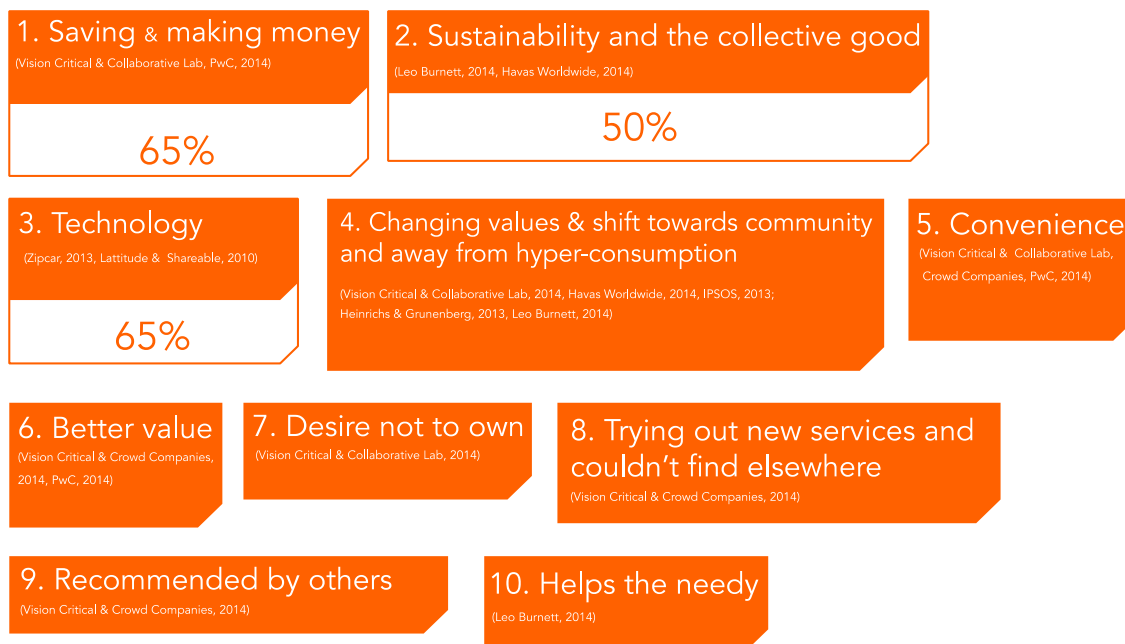 1. Saving & making money
(Vision Critical & Collaborative Lab, PwC, 2014)
65%
2. Sustainability and the collective good
(Leo Burnett, 2014, Havas Worldwide, 2014)
50%
3. Technology
(Zipcar, 2013, Lattitude & Shareable, 2010)
65%
4. Changing values & shift towards community
and away from hyper-consumption
(Vision Critical & Collaborative Lab, 2014, Havas Worldwide, 2014, IPSOS, 2013;
Heinrichs & Grunenberg, 2013, Leo Burnett, 2014)
5. Convenience
(Vision Critical & Collaborative Lab,
Crowd Companies, PwC, 2014)
6. Better value
(Vision Critical & Crowd Companies,
2014, PwC, 2014)
7. Desire not to own
(Vision Critical & Collaborative Lab, 2014)
8. Trying out new services and
couldn't find elsewhere
(Vision Critical & Crowd Companies, 2014)
9. Recommended by others
(Vision Critical & Crowd Companies, 2014)
10. Helps the needy
(Leo Burnett, 2014)